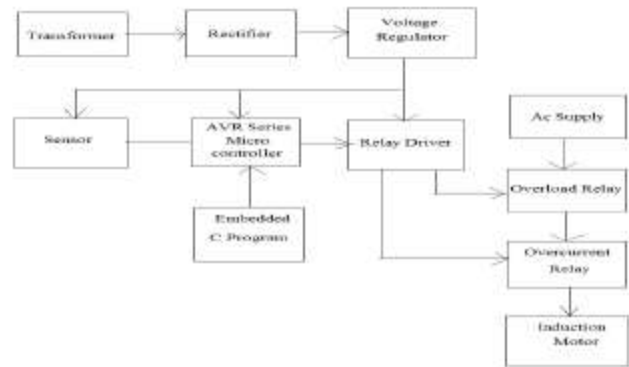 Transformer
Rectifier
Voltage
Regulator
Sensor
AVR Series
Micro
controller
Relay Driver
Ac Supply
Overload Relay
Embedded
C Program
Overcurrent
Relay
Induction
Motor